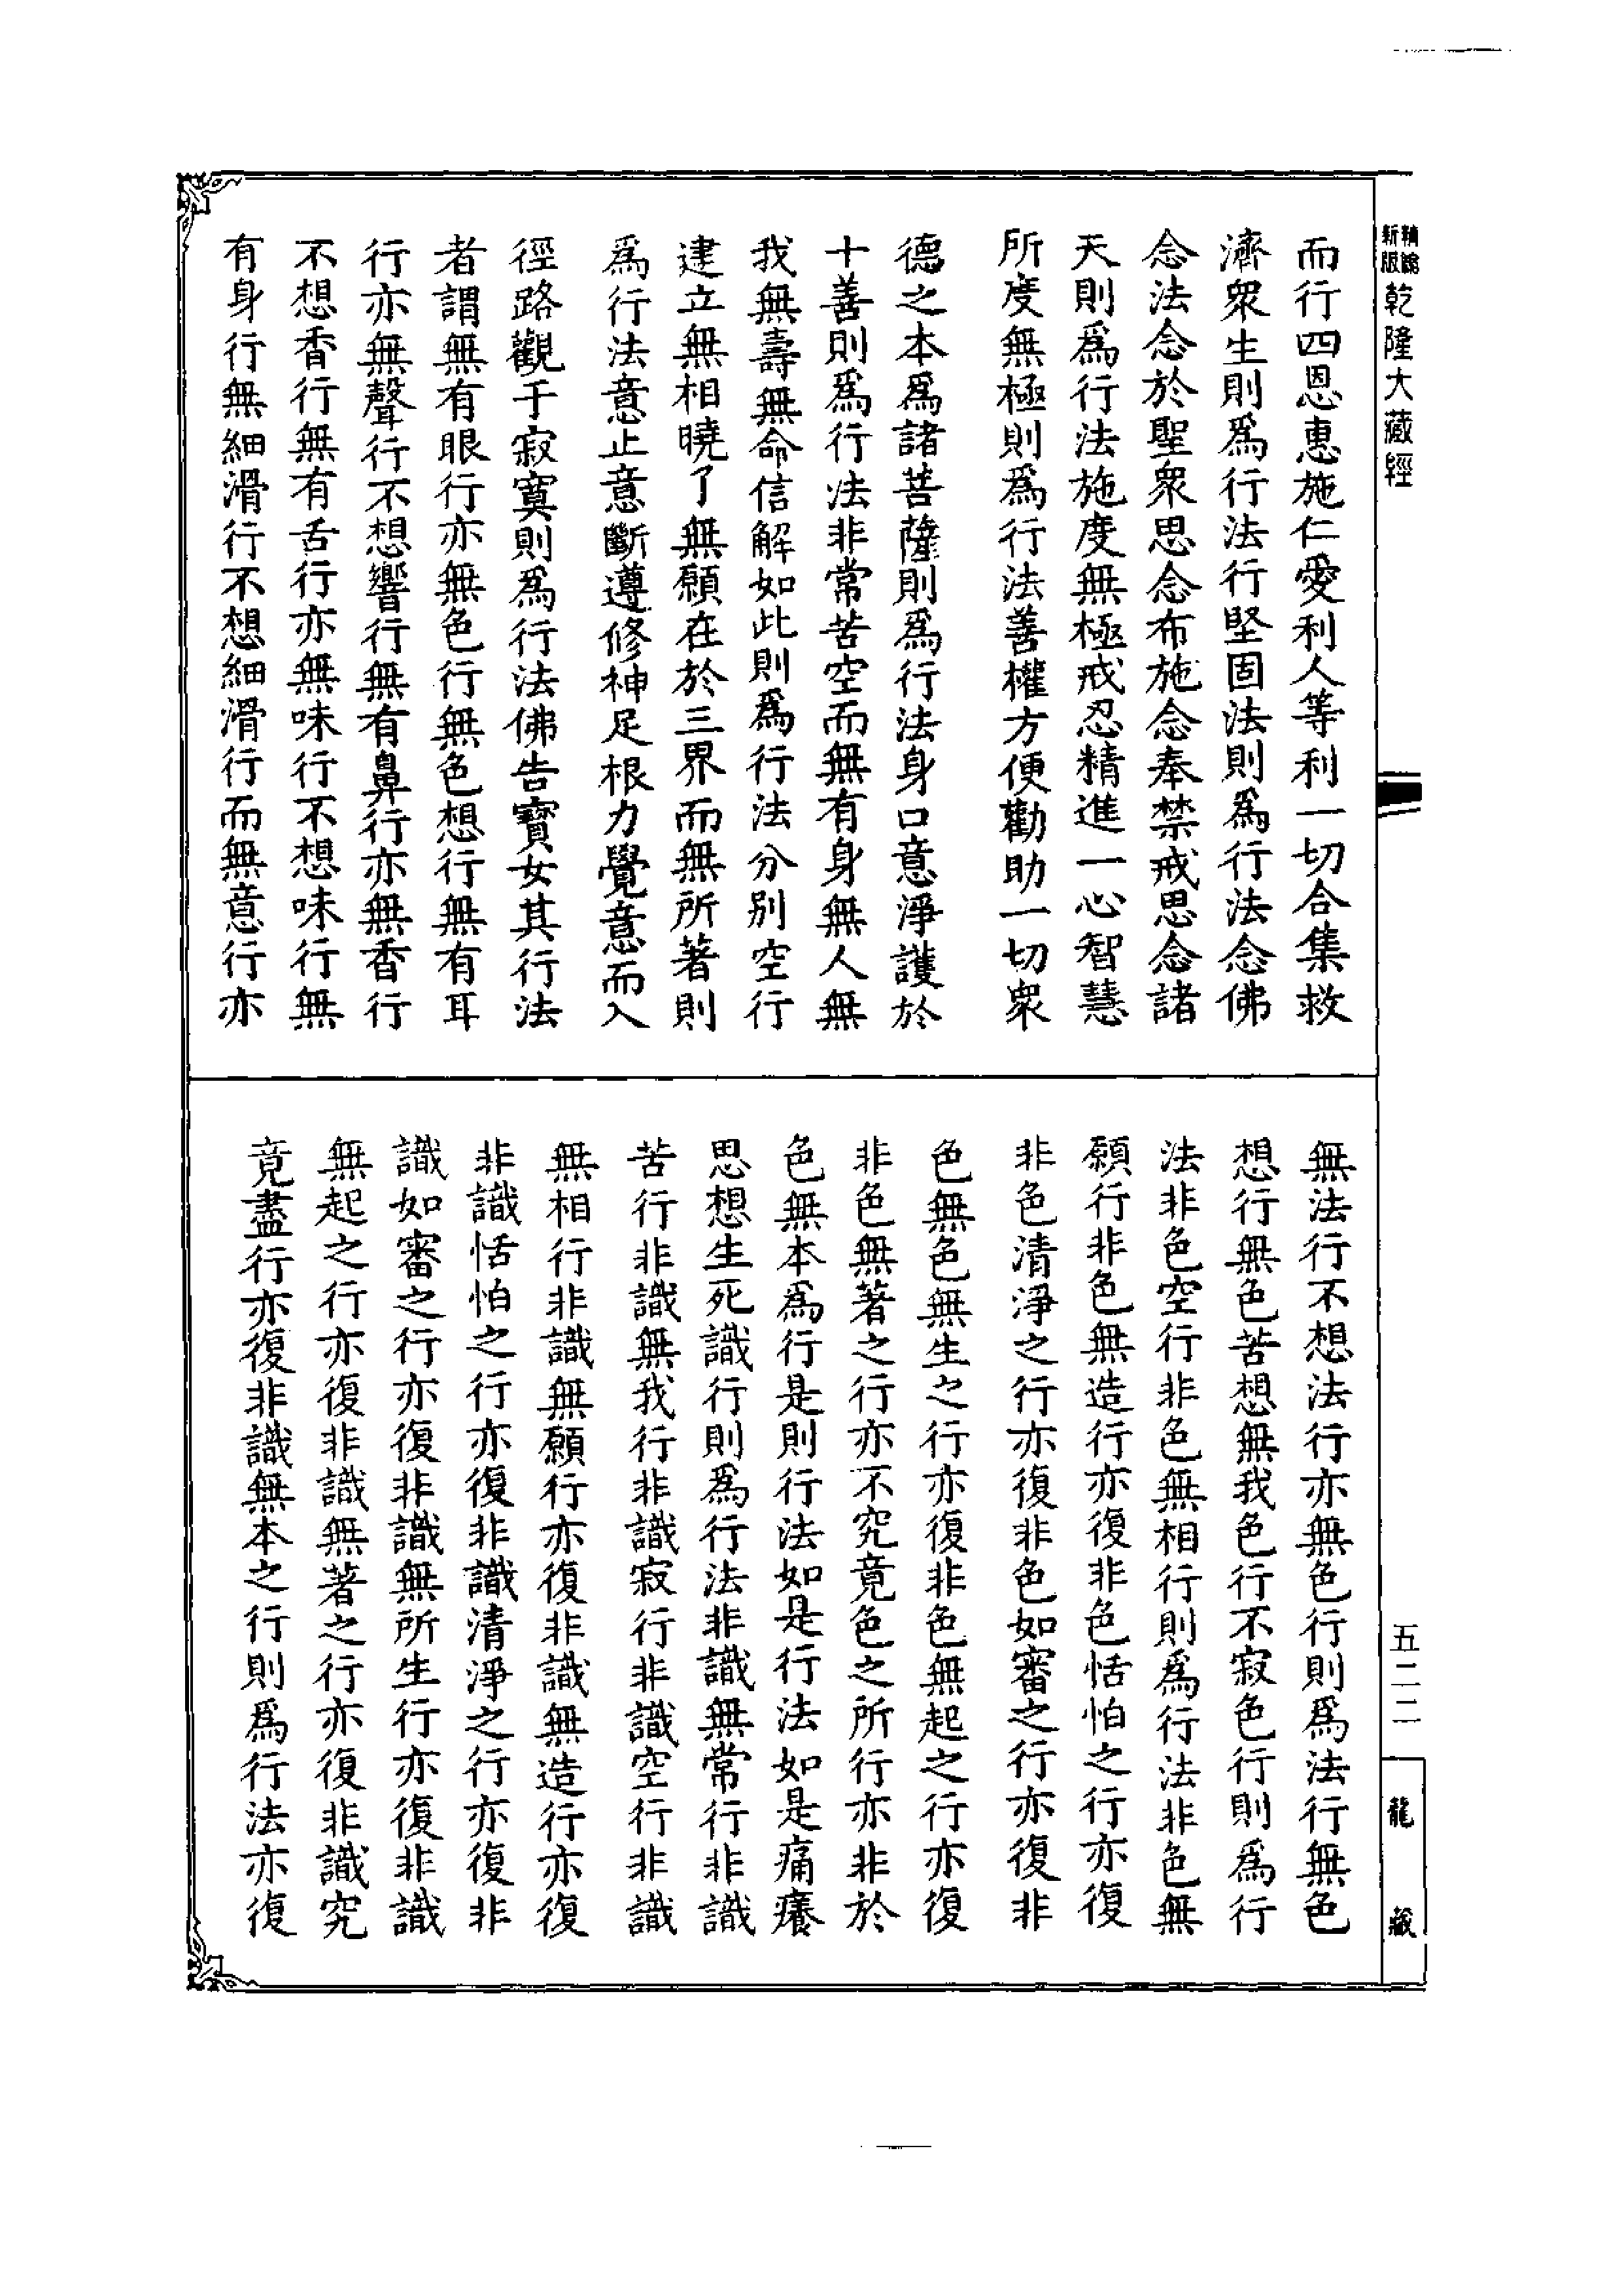 新版
乾隆大藏經
而行四恩惠施仁愛利人等利一切合集救
濟衆生則爲行法行堅固法則爲行法念佛
念法念於聖衆思念布施念奉禁戒思念諸
天則爲行法施度無極戒忍精進一心智慧
所度無極則爲行法善權方便勸助一切衆
德之本爲諸菩薩則爲行法身口意淨護於
十善則爲行法非常苦空而無有身無人無
我無壽無命信解如此則爲行法分别空行
建立無相曉了無願在於三界而無所著則
爲行法意止意斷遵修神足根力覺意而入
徑路觀于寂寞則爲行法佛告寳女其行法
者謂無有眼行亦無色行無色想行無有耳
行亦無聲行不想響行無有鼻行亦無香行
不想香行無有舌行亦無味行不想味行無
有身行無細滑行不想細滑行而無意行亦
無法行不想法行亦無色行則爲法行無色
想行無色苦想無我色行不寂色行則爲行
法非色空行非色無相行則爲行法非色無
願行非色無造行亦復非色恬怕之行亦復
非色清淨之行亦復非色如審之行亦復非
色無色無生之行亦復非色無起之行亦復
非色無著之行亦不究竟色之所行亦非於
色無本爲行是則行法如是行法如是痛癢
思想生死識行則爲行法非識無常行非識
苦行非識無我行非識寂行非識空行非識
無相行非識無願行亦復非識無造行亦復
非識恬怕之行亦復非識清淨之行亦復非
識如審之行亦復非識無所生行亦復非識
無起之行亦復非識無著之行亦復非識究
竟盡行亦復非識無本之行則爲行法亦復
五二二
龍藏